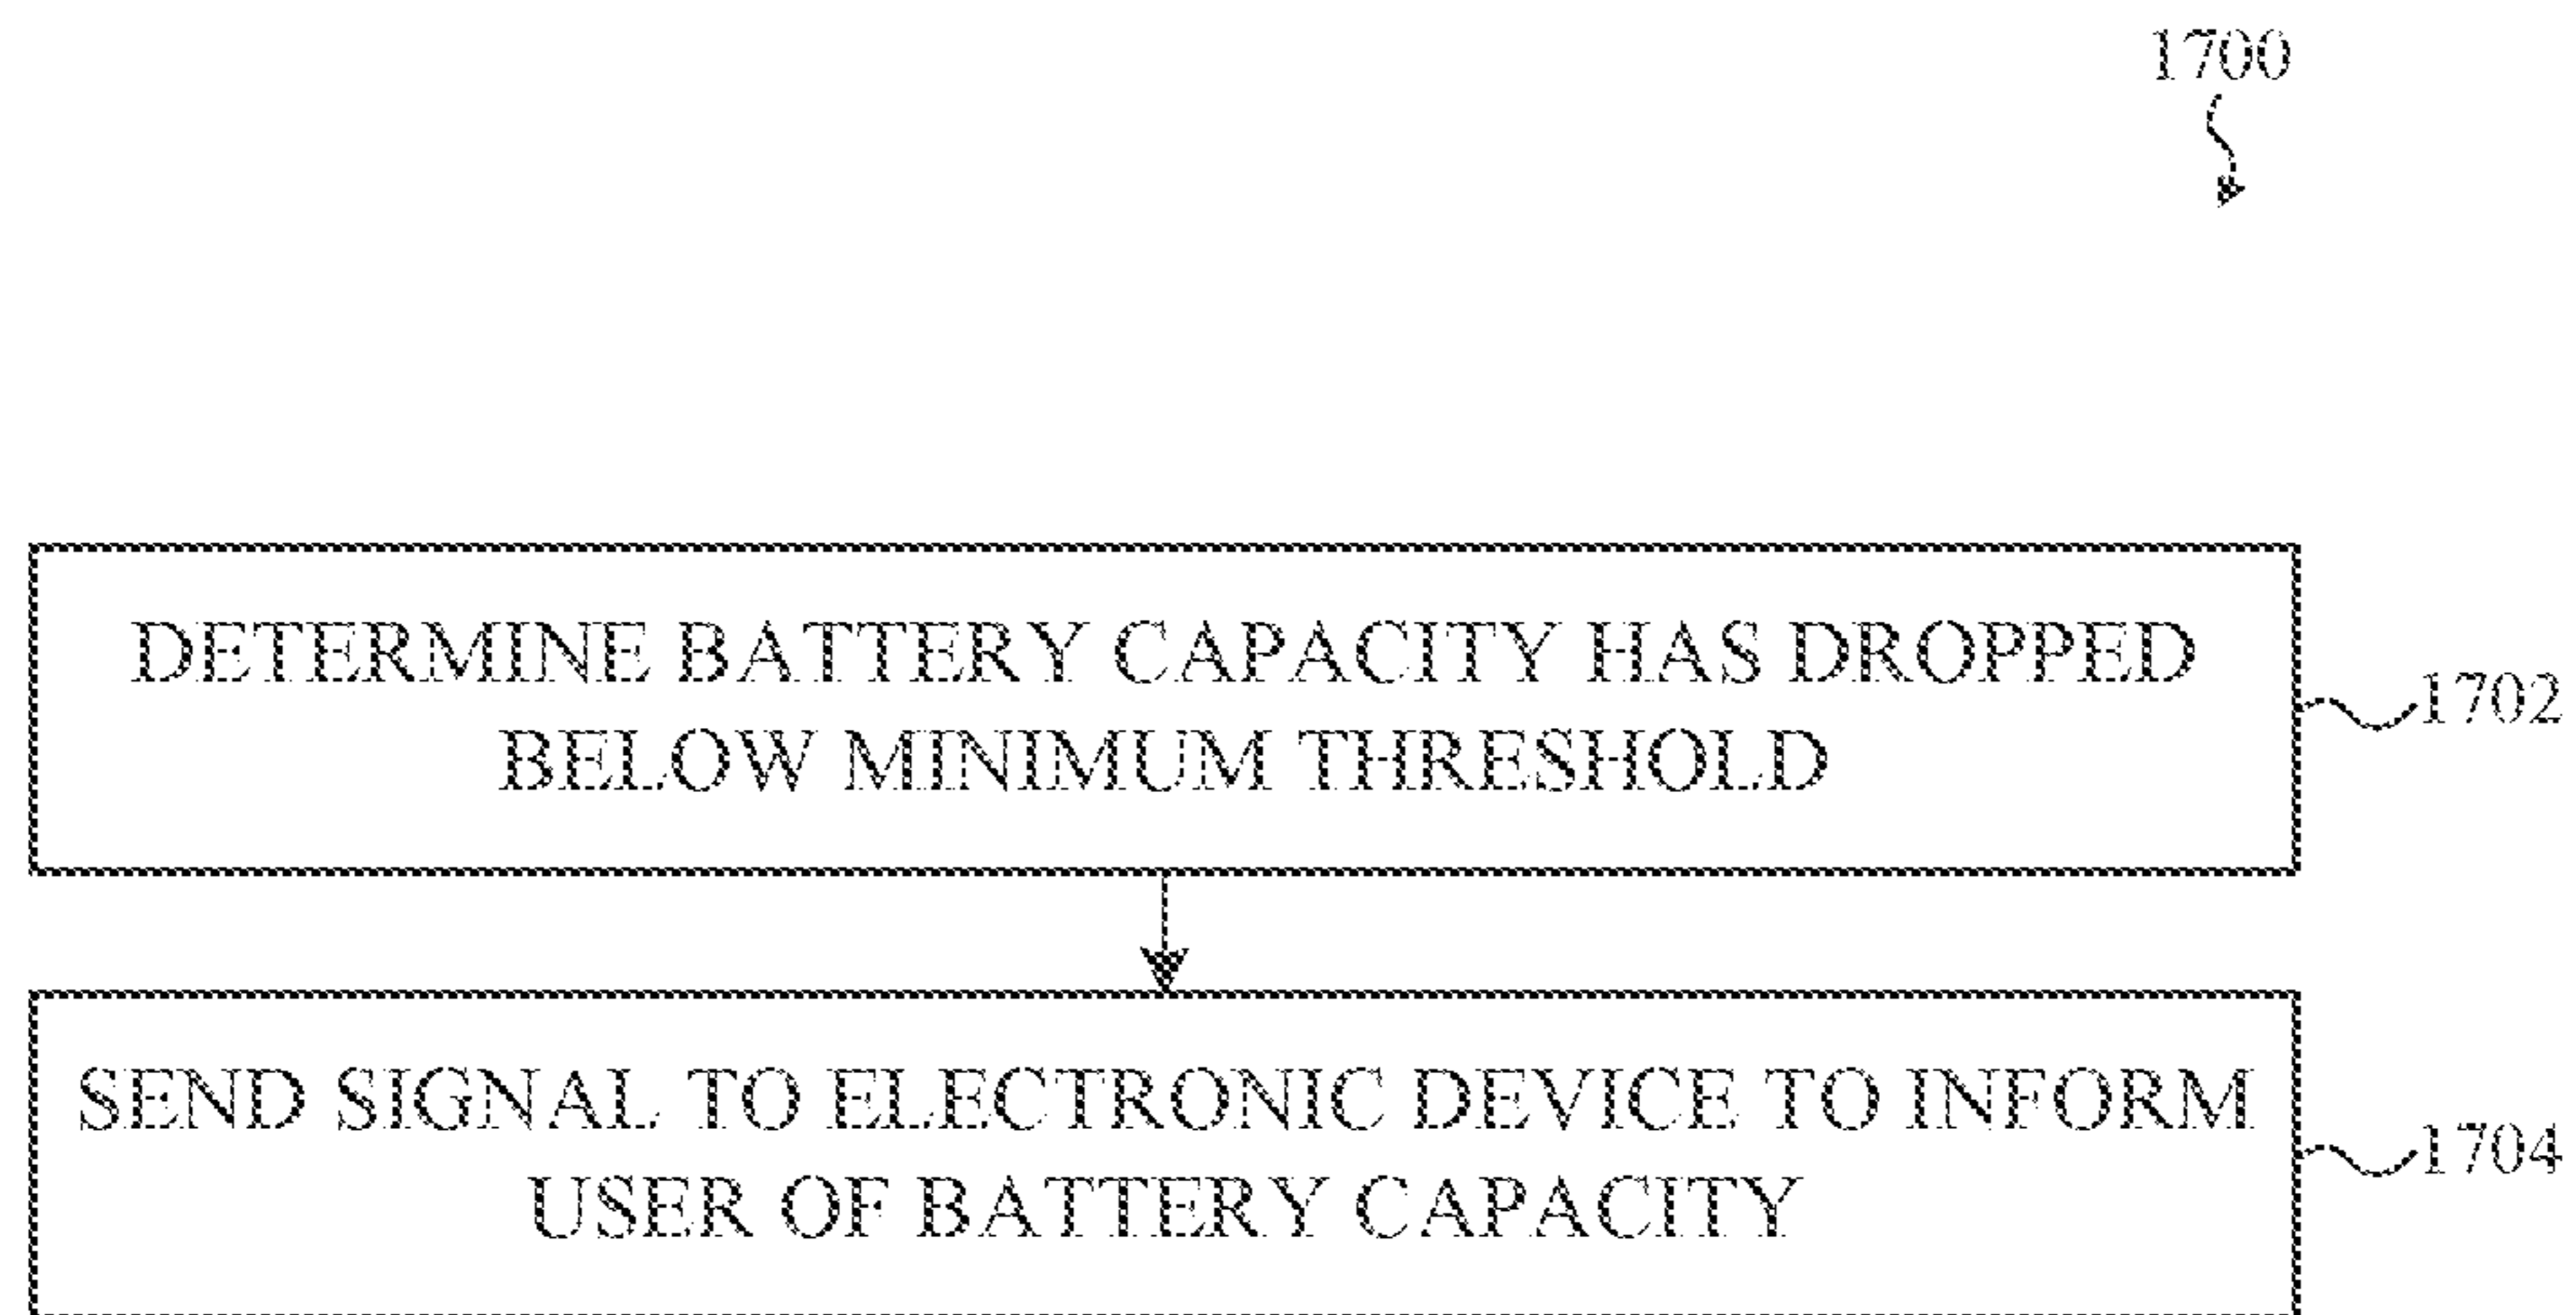 1700
DETERMINE BATTERY CAPACITY HAS DROPPED
BELOW MINIMUM THRESHOLD
1702
SEND SIGNAL TO ELECTRONIC DEVICE TO INFORM
USER OF BATTERY CAPACITY
1704